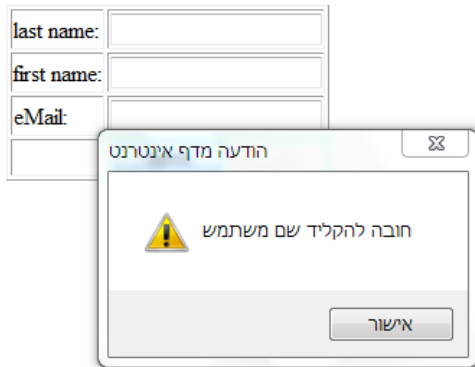 last name:
first name:
eMail:
הודעה מדף אינטרנט
חובה להקליד שם משתמש
אישור